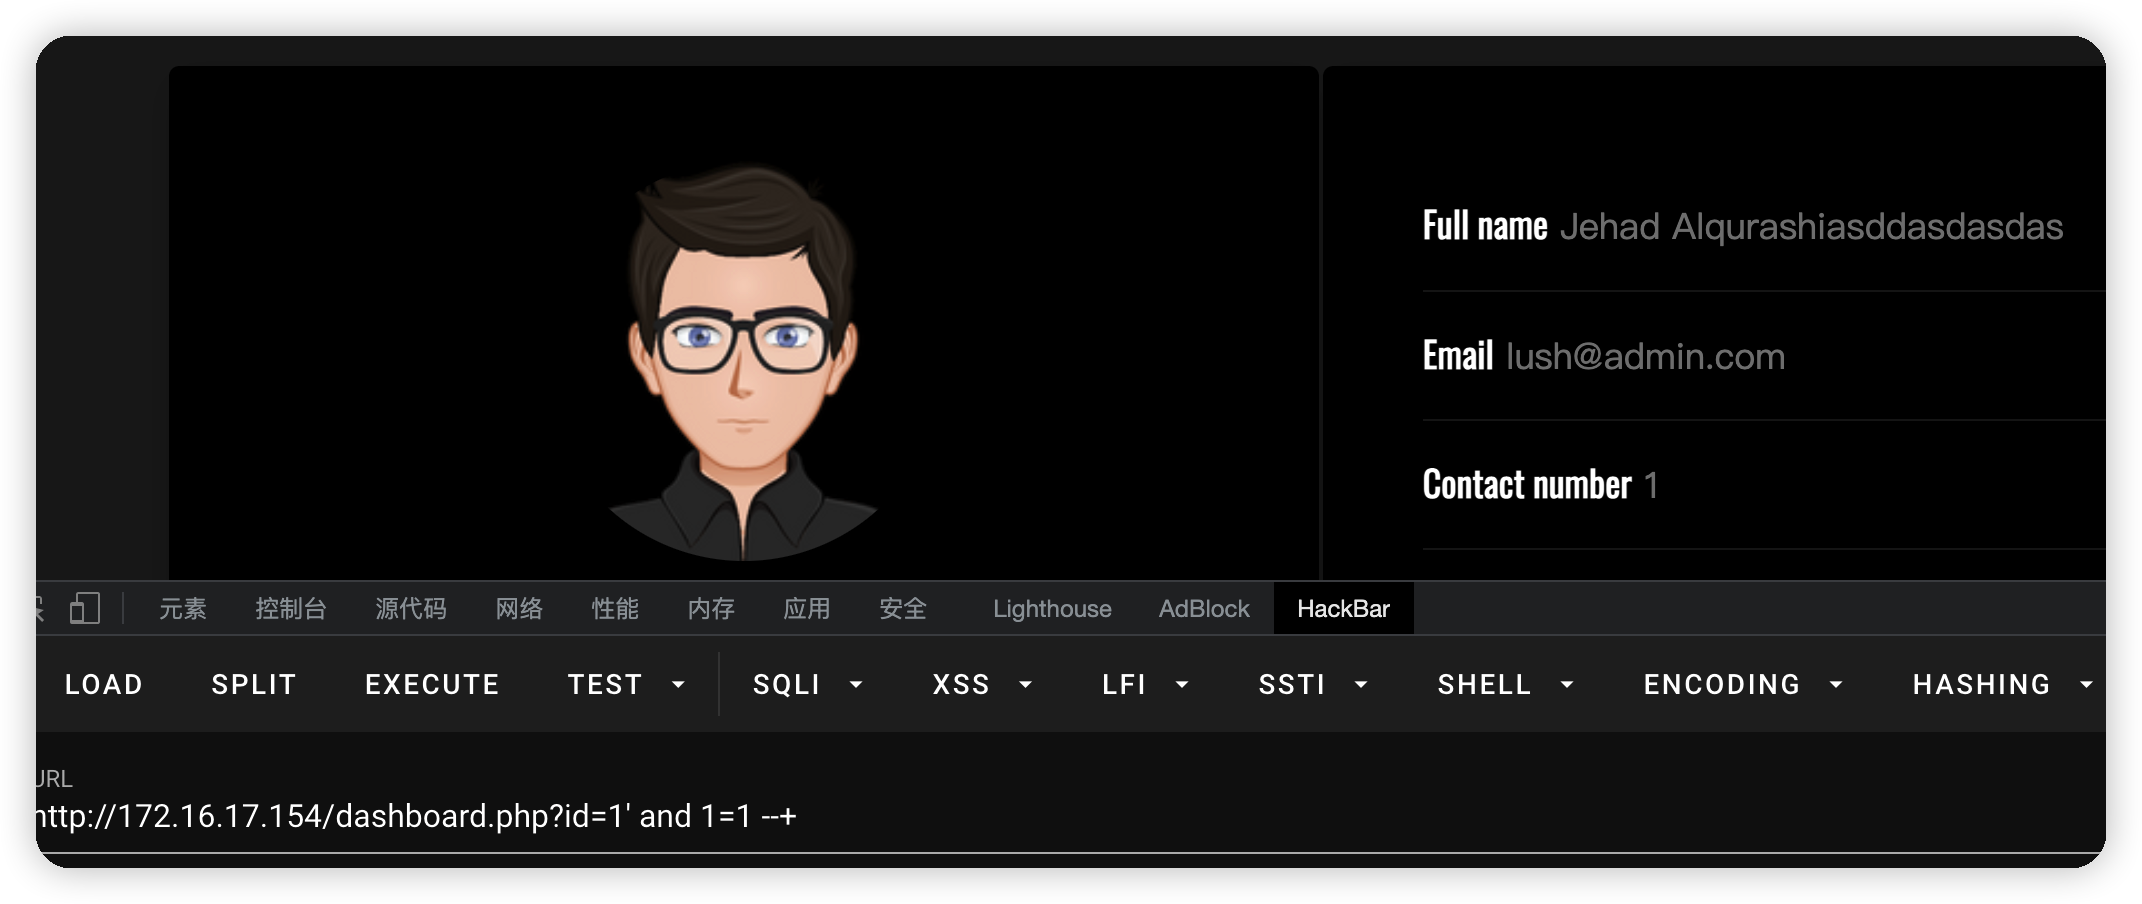 Full name Jehad Alqurashiasddasdasdas
Email lush@admin.com
Contact number 1
元素 控制台 源代码 网络 性能 内存 应用 安全 Lighthouse AdBlock HackBar
LOAD SPLIT EXECUTE TEST SQLI XSS LFI SSTI SHELL ENCODING HASHING
URL
http://172.16.17.154/dashboard.php?id=1' and 1=1 --+